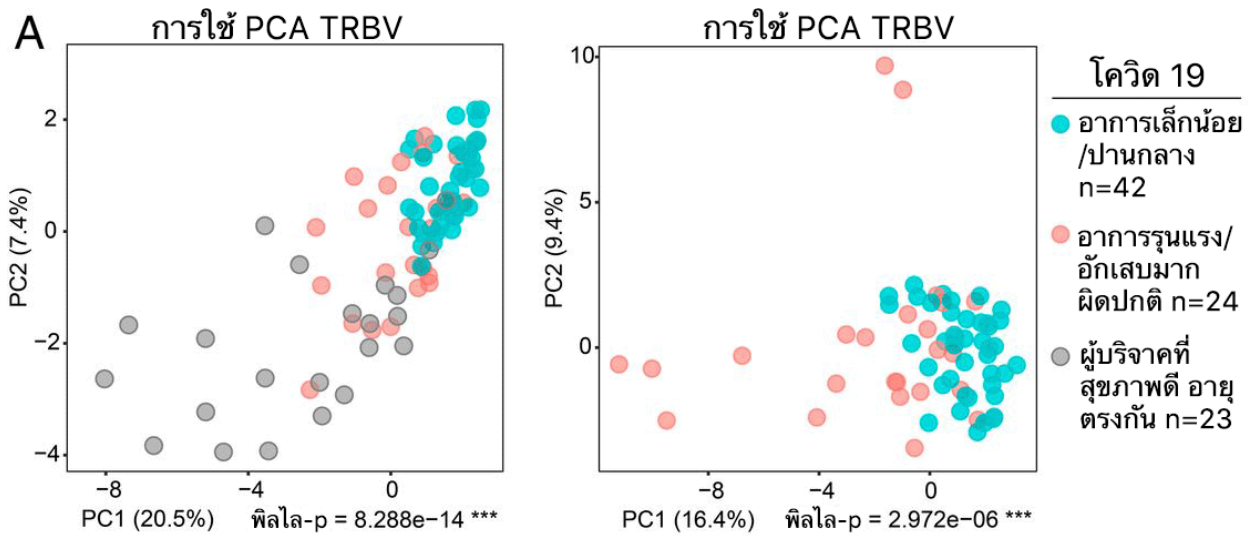 A
การใช้ PCA TRBV
2
0
−2
−4
PC2 (7.4%)
−8
−4
0
PC1 (20.5%)
พิลไล-p = 8.288e−14 ***
การใช้ PCA TRBV
10
5
0
PC2 (9.4%)
−8
−4
0
PC1 (16.4%)
พิลไล-p = 2.972e−06 ***
โควิด 19
อาการเล็กน้อย
/ปานกลาง
n=42
อาการรุนแรง/
อักเสบมาก
ผิดปกติ n=24
ผู้บริจาคที่
สุขภาพดี อายุ
ตรงกัน n=23